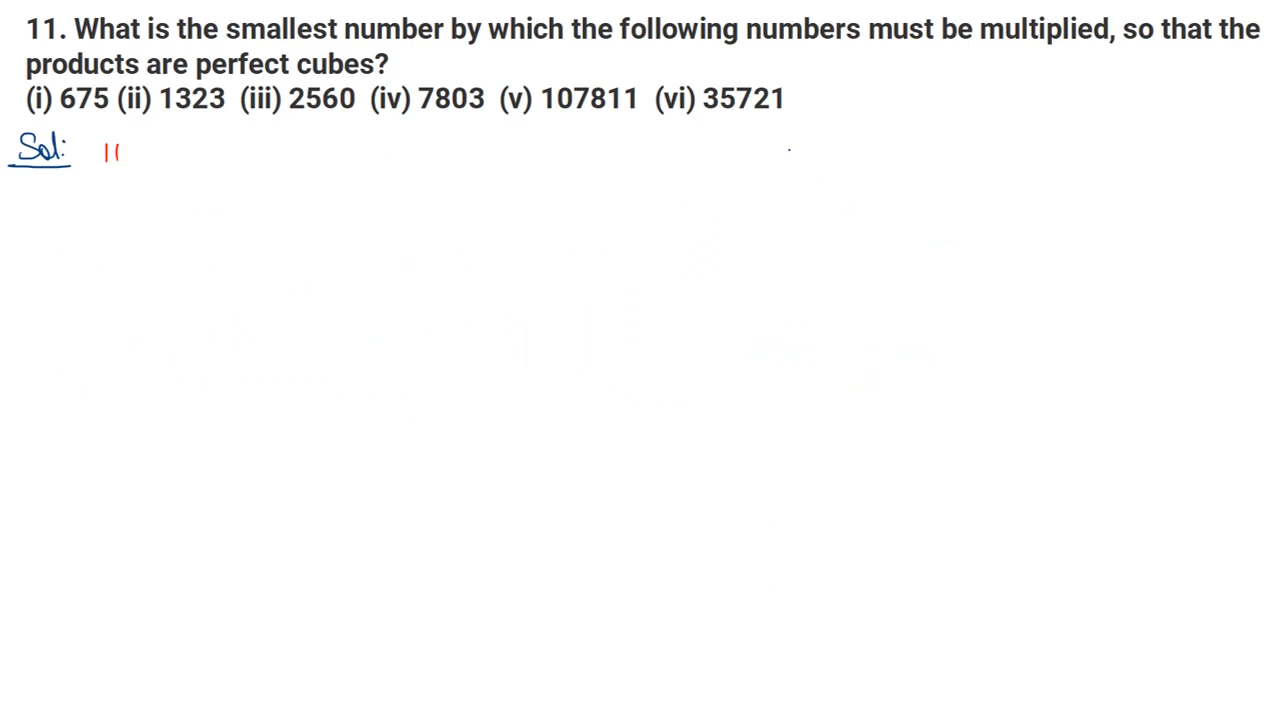 11. What is the smallest number by which the following numbers must be multiplied, so that the
products are perfect cubes?
(i) 675 (ii) 1323 (iii) 2560 (iv) 7803 (v) 107811 (vi) 35721
Sol: 11